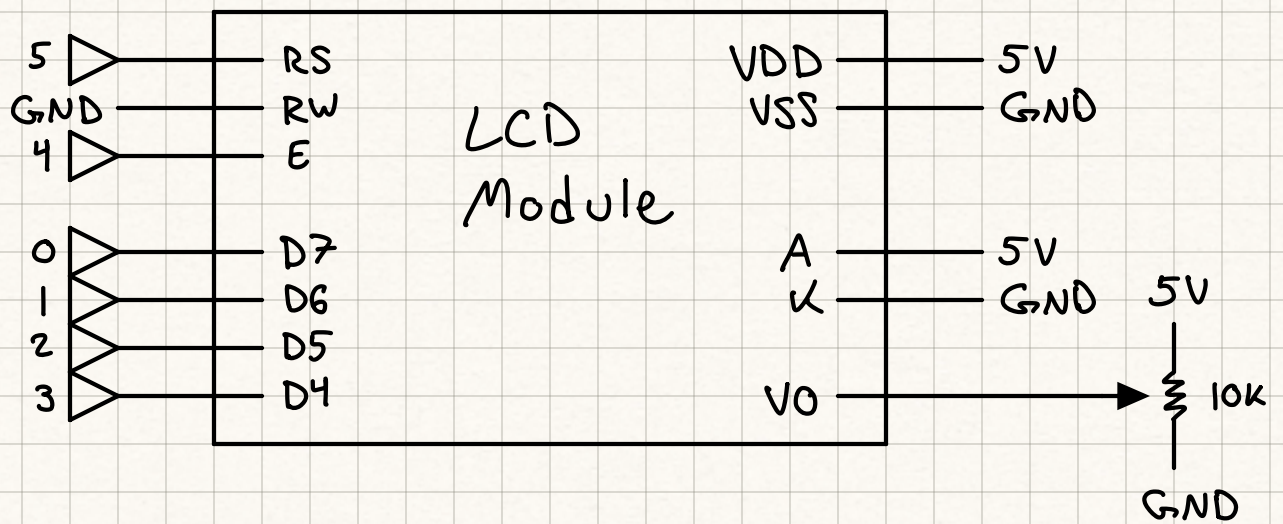 5 RS VDD 5V
GND RW VSS GND
4 E
LCD
Module
0 D7 A 5V
1 D6 K GND 5V
2 D5
3 D4 VO 10K
GND